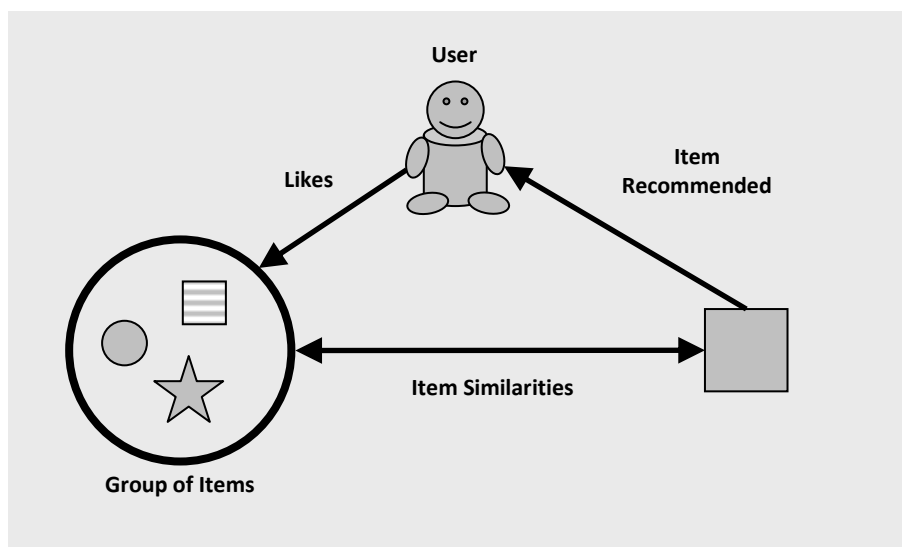 User
Likes
Item
Recommended
Item Similarities
Group of Items